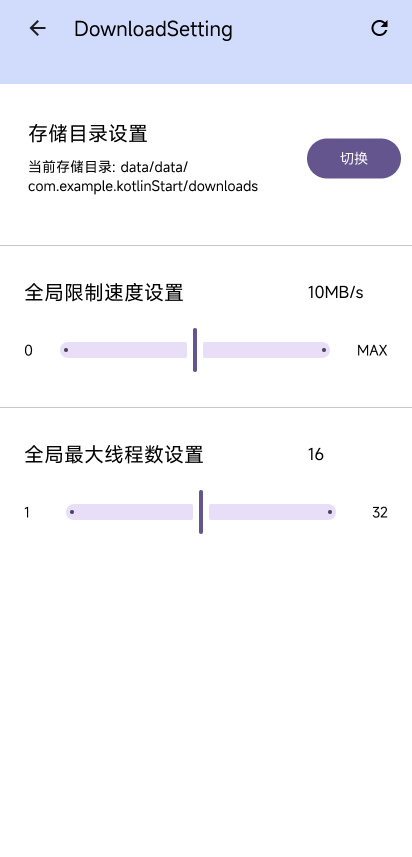 DownloadSetting
存储目录设置
当前存储目录: data/data/
com.example.kotlinStart/downloads
切换
全局限制速度设置
10MB/s
0
MAX
全局最大线程数设置
16
1
32